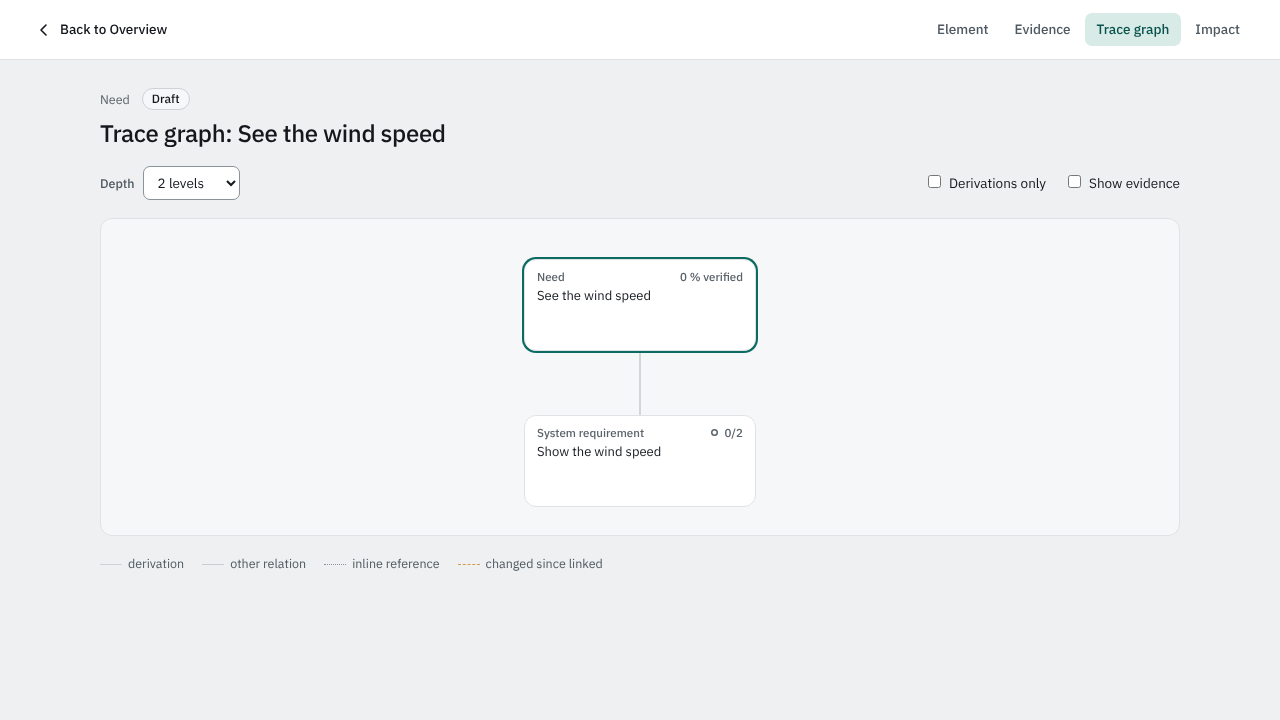 Back to Overview
Element
Evidence
Trace graph
Impact
Need
Draft
Trace graph: See the wind speed
Depth
2 levels
Derivations only
Show evidence
Need
0 % verified
See the wind speed
System requirement
0/2
Show the wind speed
derivation
other relation
inline reference
changed since linked